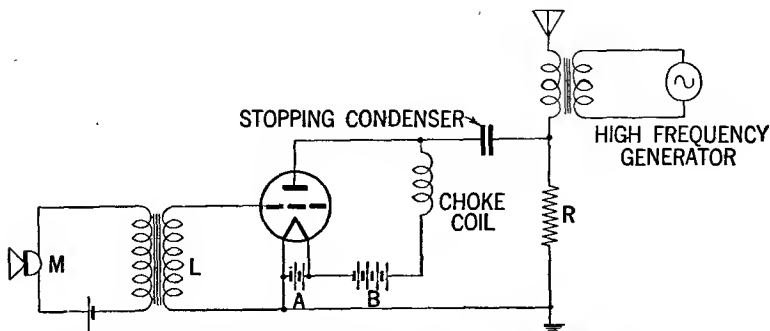 STOPPING CONDENSER
HIGH FREQUENCY
GENERATOR
CHOKE
COIL
R
M
L
A
B